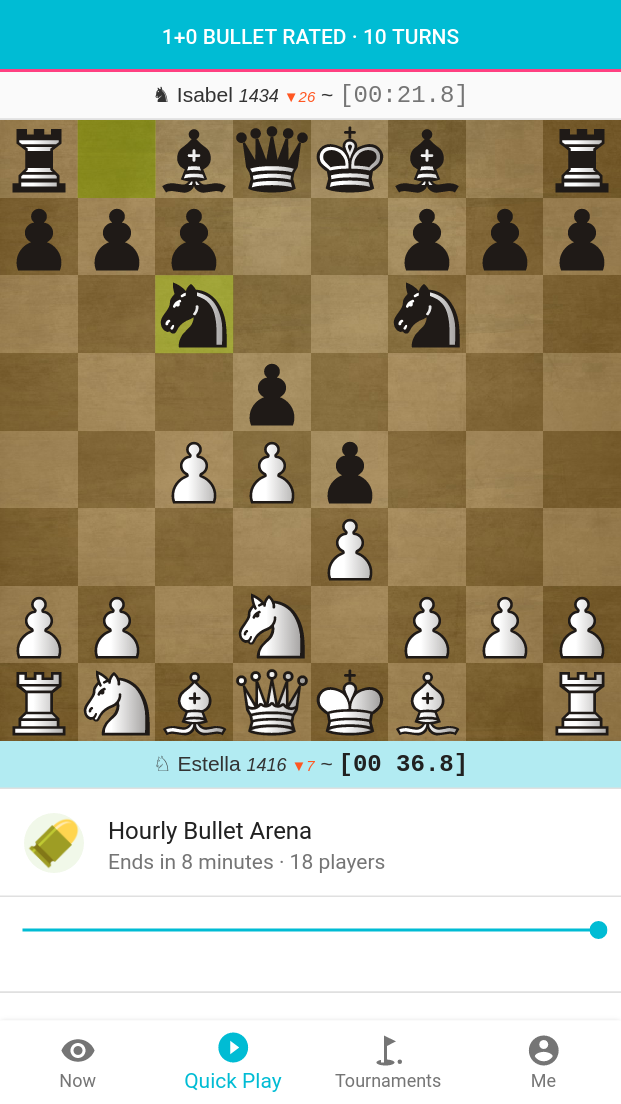 1+0 BULLET RATED · 10 TURNS
♞ Isabel 1434 ▼26 ~ [00:21.8]
♘ Estella 1416 ▼7 ~ [00 36.8]
Hourly Bullet Arena
Ends in 8 minutes · 18 players
Now
Quick Play
Tournaments
Me